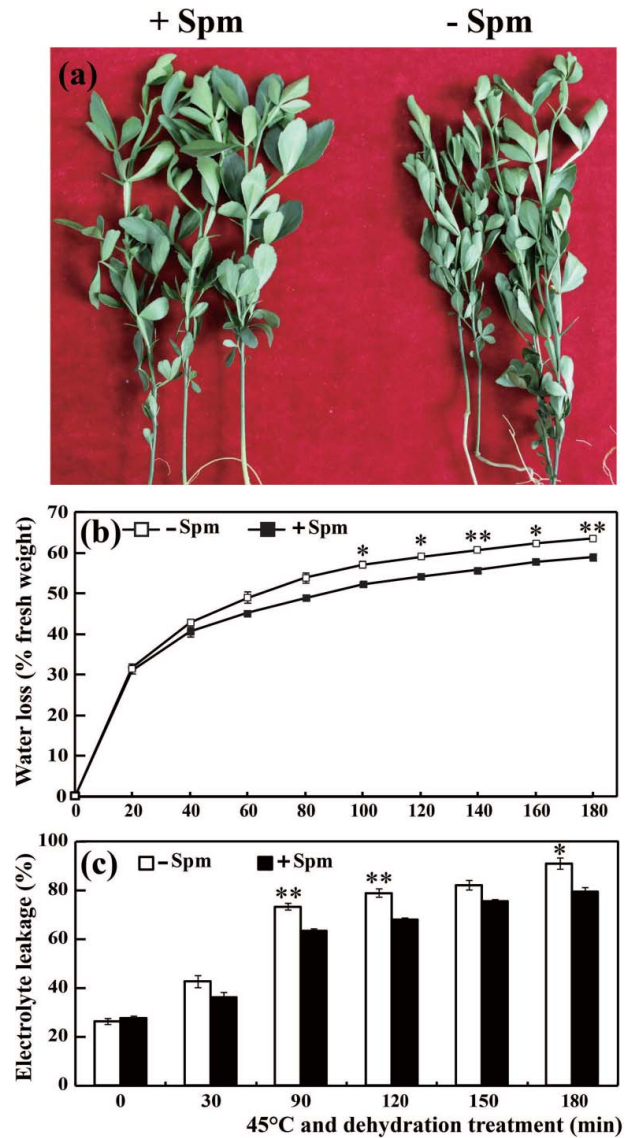 + Spm - Spm
(a)
(b) −Spm +Spm
* * ** * **
70
60
50
40
30
20
10
0
Water loss (% fresh weight)
0 20 40 60 80 100 120 140 160 180
(c) −Spm +Spm
** ** *
100
80
60
40
20
0
Electrolyte leakage (%)
0 30 90 120 150 180
45°C and dehydration treatment (min)